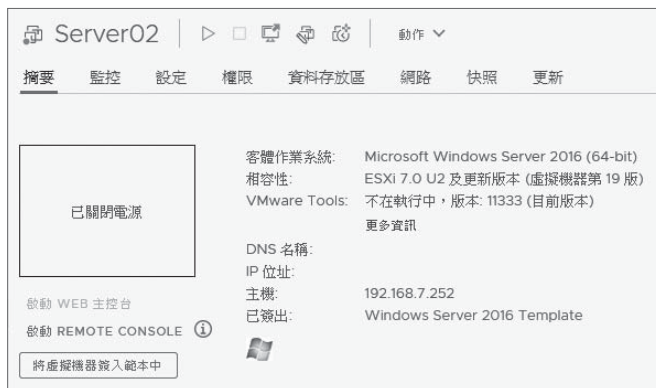 Server02 動作
摘要 監控 設定 權限 資料存放區 網路 快照 更新
已關閉電源
客體作業系統: Microsoft Windows Server 2016 (64-bit)
相容性: ESXi 7.0 U2 及更新版本 (虛擬機器第 19 版)
VMware Tools: 不在執行中，版本: 11333 (目前版本)
更多資訊
DNS 名稱:
IP 位址:
主機: 192.168.7.252
已簽出: Windows Server 2016 Template
啟動 WEB 主控台
啟動 REMOTE CONSOLE
將虛擬機器簽入範本中